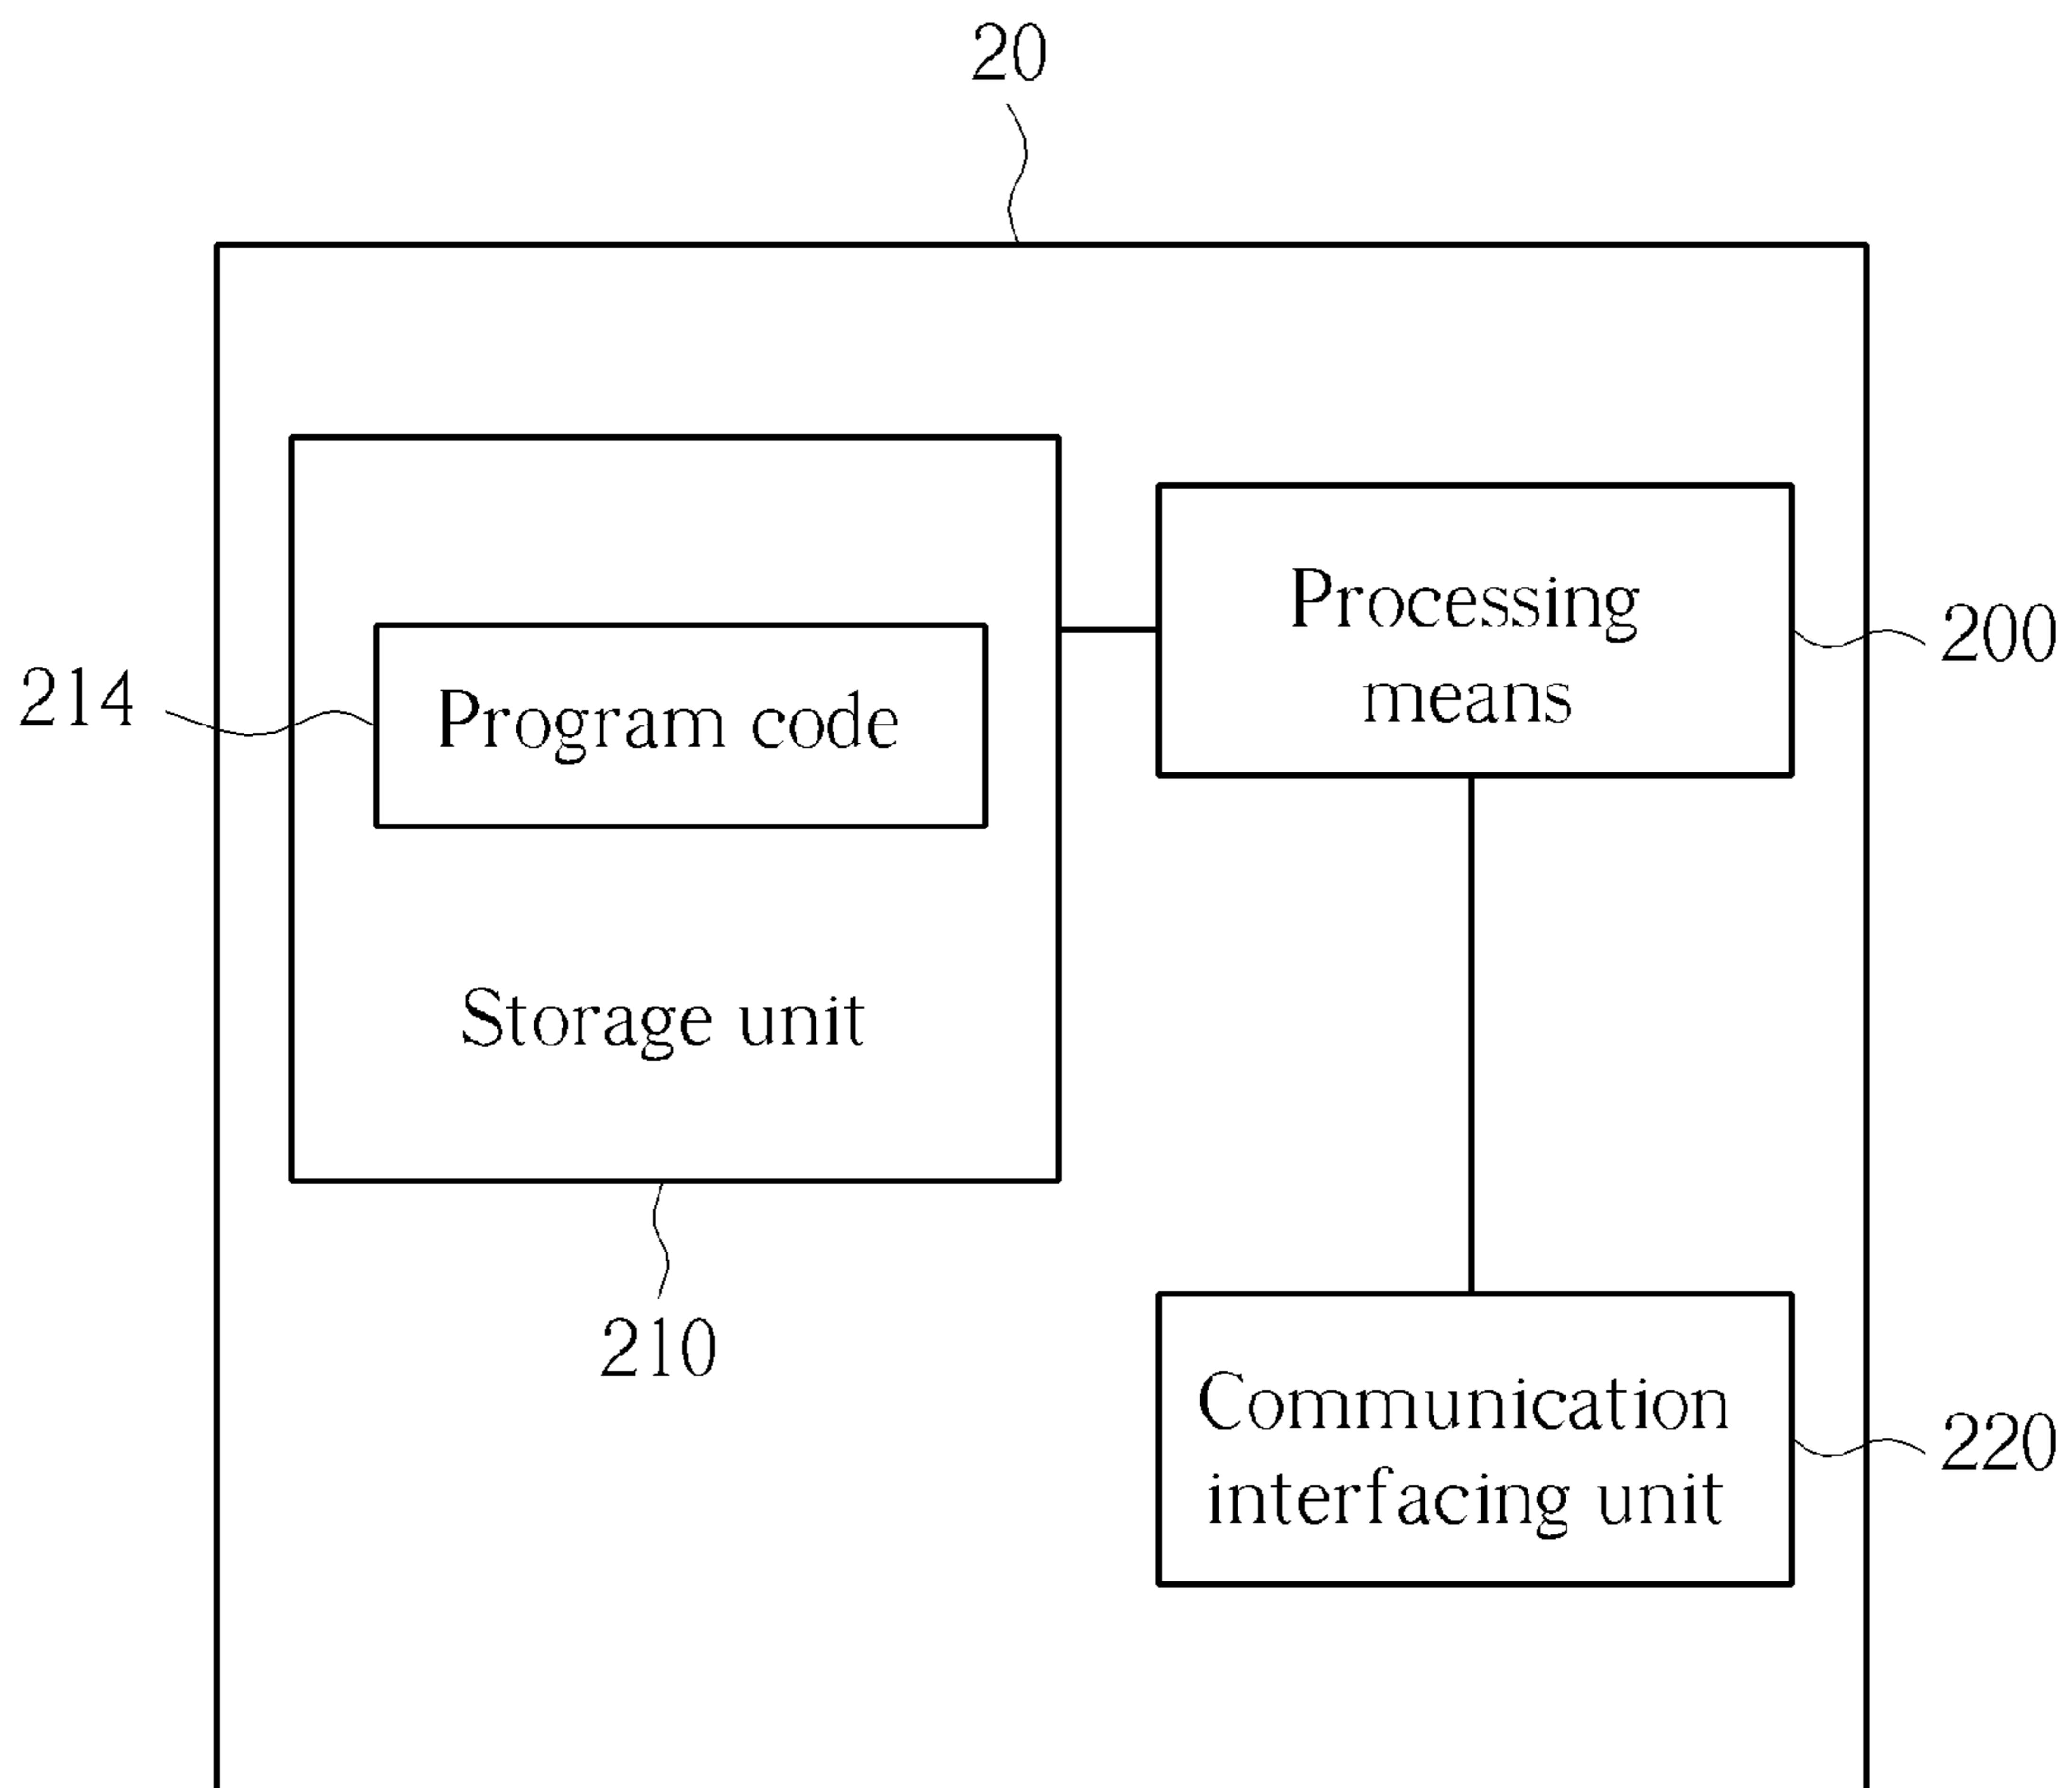 20
Processing
means
200
214
Program code
Storage unit
210
Communication
interfacing unit
220